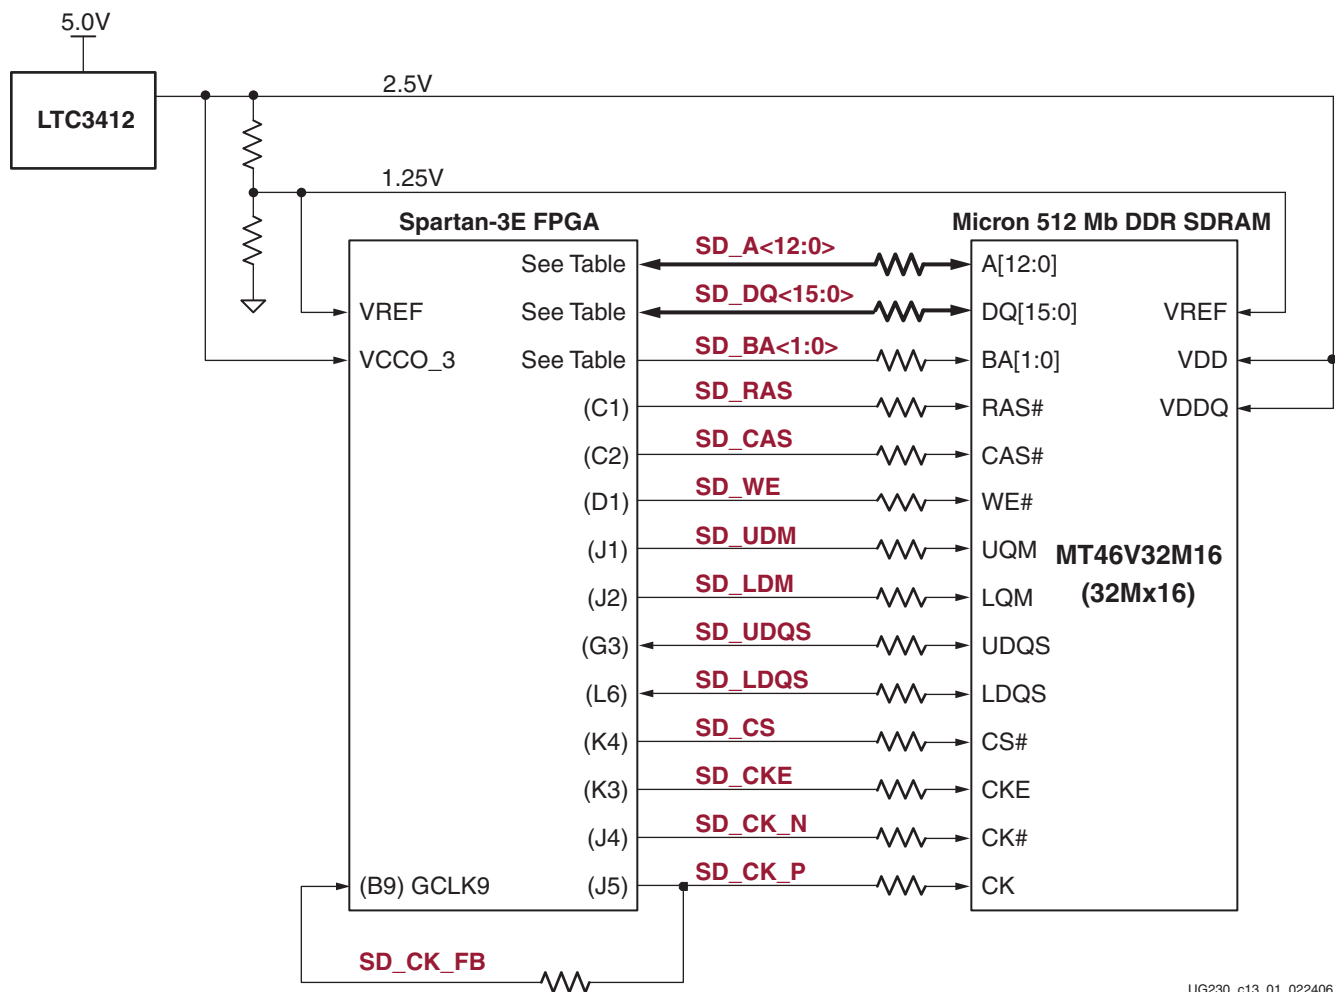 5.0V
LTC3412
2.5V
1.25V
Spartan-3E FPGA
Micron 512 Mb DDR SDRAM
See Table
SD_A<12:0>
A[12:0]
VREF
See Table
SD_DQ<15:0>
DQ[15:0]
VREF
VCCO_3
See Table
SD_BA<1:0>
BA[1:0]
VDD
(C1)
SD_RAS
RAS#
VDDQ
(C2)
SD_CAS
CAS#
(D1)
SD_WE
WE#
(J1)
SD_UDM
UQM
MT46V32M16
(32Mx16)
(J2)
SD_LDM
LQM
(G3)
SD_UDQS
UDQS
(L6)
SD_LDQS
LDQS
(K4)
SD_CS
CS#
(K3)
SD_CKE
CKE
(J4)
SD_CK_N
CK#
(B9) GCLK9
(J5)
SD_CK_P
CK
SD_CK_FB
UG230_c13_01_022406